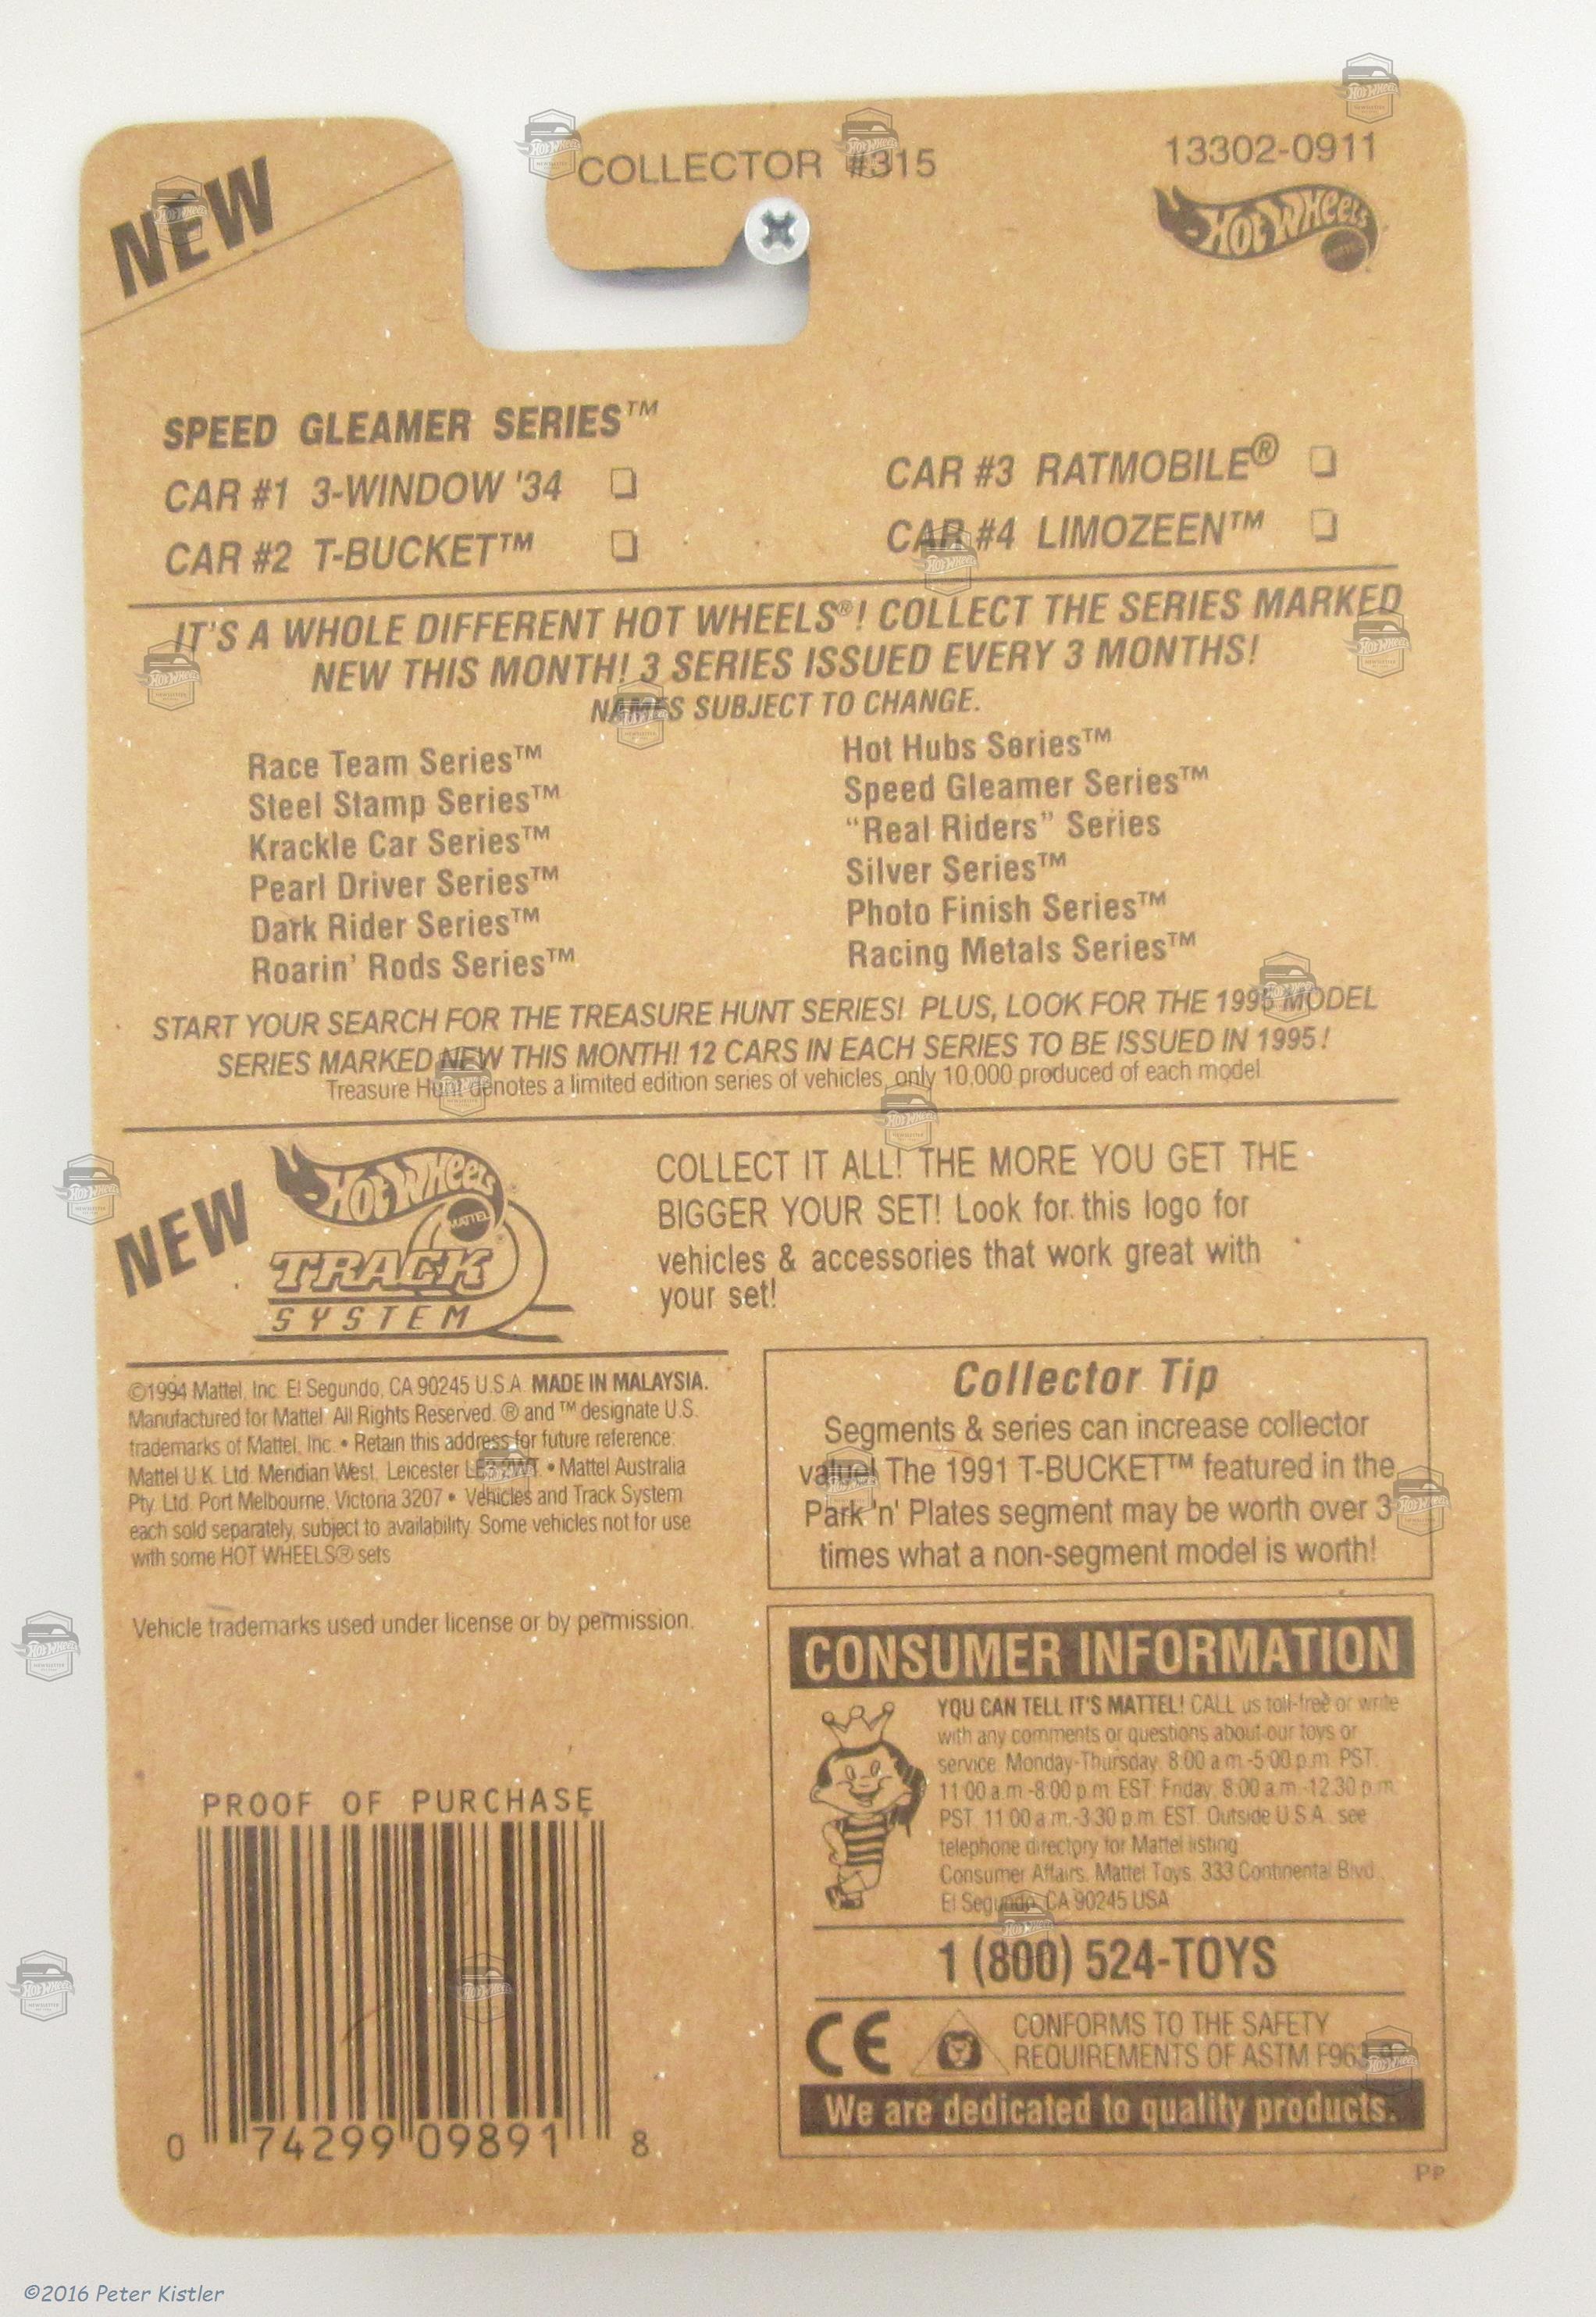 COLLECTOR #315
13302-0911
NEW
HOT WHEELS
SPEED GLEAMER SERIES™
CAR #1 3-WINDOW '34 ❏
CAR #2 T-BUCKET™ ❏
CAR #3 RATMOBILE® ❏
CAR #4 LIMOZEEN™ ❏
IT'S A WHOLE DIFFERENT HOT WHEELS®! COLLECT THE SERIES MARKED
NEW THIS MONTH! 3 SERIES ISSUED EVERY 3 MONTHS!
NAMES SUBJECT TO CHANGE.
Race Team Series™
Steel Stamp Series™
Krackle Car Series™
Pearl Driver Series™
Dark Rider Series™
Roarin' Rods Series™
Hot Hubs Series™
Speed Gleamer Series™
“Real Riders” Series
Silver Series™
Photo Finish Series™
Racing Metals Series™
START YOUR SEARCH FOR THE TREASURE HUNT SERIES! PLUS, LOOK FOR THE 1995 MODEL
SERIES MARKED NEW THIS MONTH! 12 CARS IN EACH SERIES TO BE ISSUED IN 1995!
Treasure Hunt denotes a limited edition series of vehicles, only 10,000 produced of each model.
NEW
HOT WHEELS
MATTEL
TRACK
SYSTEM
COLLECT IT ALL! THE MORE YOU GET THE
BIGGER YOUR SET! Look for this logo for
vehicles & accessories that work great with
your set!
©1994 Mattel, Inc. El Segundo, CA 90245 U.S.A. MADE IN MALAYSIA.
Manufactured for Mattel. All Rights Reserved. ® and ™ designate U.S.
trademarks of Mattel, Inc. • Retain this address for future reference:
Mattel U.K. Ltd. Meridian West, Leicester • Mattel Australia
Pty. Ltd. Port Melbourne, Victoria 3207 • Vehicles and Track System
each sold separately, subject to availability. Some vehicles not for use
with some HOT WHEELS® sets
Vehicle trademarks used under license or by permission.
Collector Tip
Segments & series can increase collector
value! The 1991 T-BUCKET™ featured in the
Park 'n' Plates segment may be worth over 3
times what a non-segment model is worth!
CONSUMER INFORMATION
YOU CAN TELL IT'S MATTEL! CALL us toll-free or write
with any comments or questions about our toys or
service. Monday-Thursday, 8:00 a.m.-5:00 p.m. PST.
11:00 a.m.-8:00 p.m. EST. Friday, 8:00 a.m.-12:30 p.m.
PST. 11:00 a.m.-3:30 p.m. EST. Outside U.S.A., see
telephone directory for Mattel listing.
Consumer Affairs, Mattel Toys, 333 Continental Blvd.,
El Segundo, CA 90245 USA
1 (800) 524-TOYS
CE
CONFORMS TO THE SAFETY
REQUIREMENTS OF ASTM
We are dedicated to quality products.
PROOF OF PURCHASE
0 74299 09891 8
PP
©2016 Peter Kistler